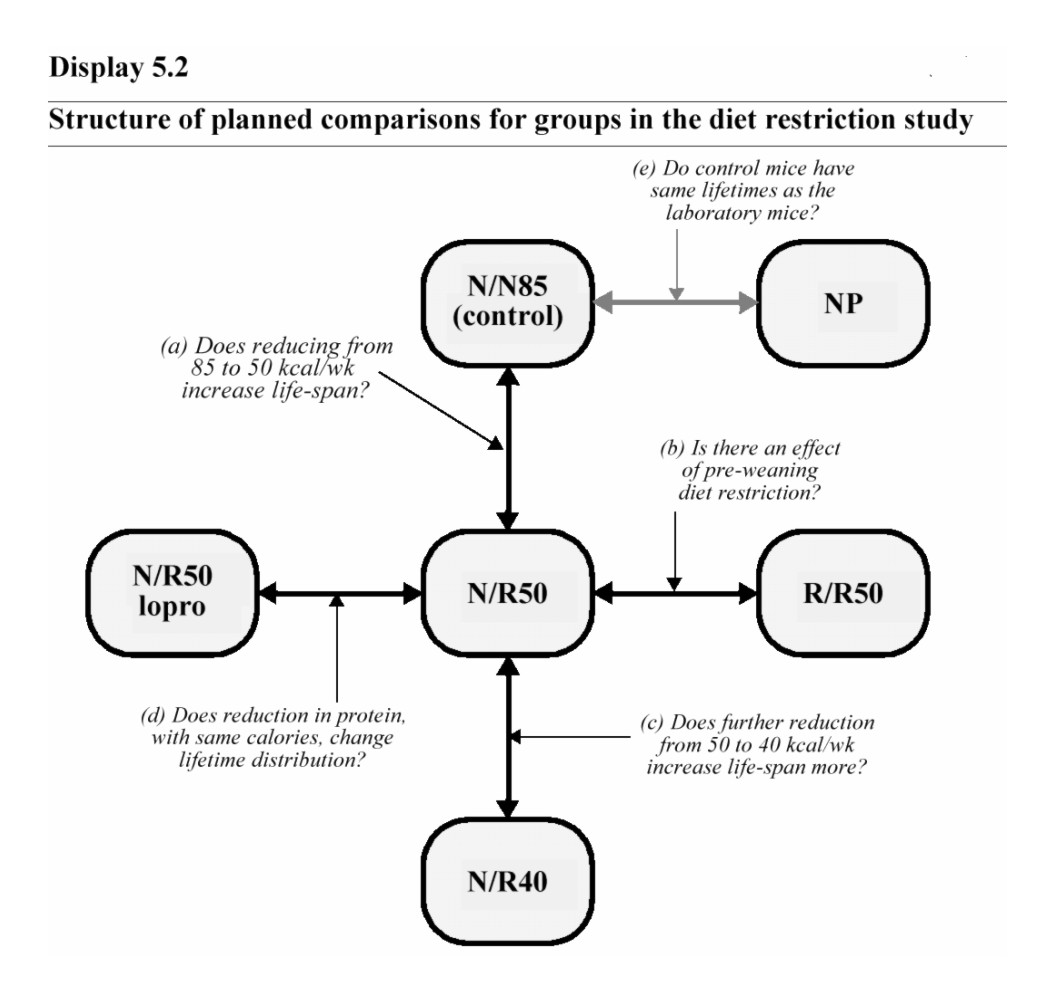 Display 5.2
Structure of planned comparisons for groups in the diet restriction study
(e) Do control mice have
same lifetimes as the
laboratory mice?
N/N85
(control)
NP
(a) Does reducing from
85 to 50 kcal/wk
increase life-span?
(b) Is there an effect
of pre-weaning
diet restriction?
N/R50
lopro
N/R50
R/R50
(d) Does reduction in protein,
with same calories, change
lifetime distribution?
(c) Does further reduction
from 50 to 40 kcal/wk
increase life-span more?
N/R40